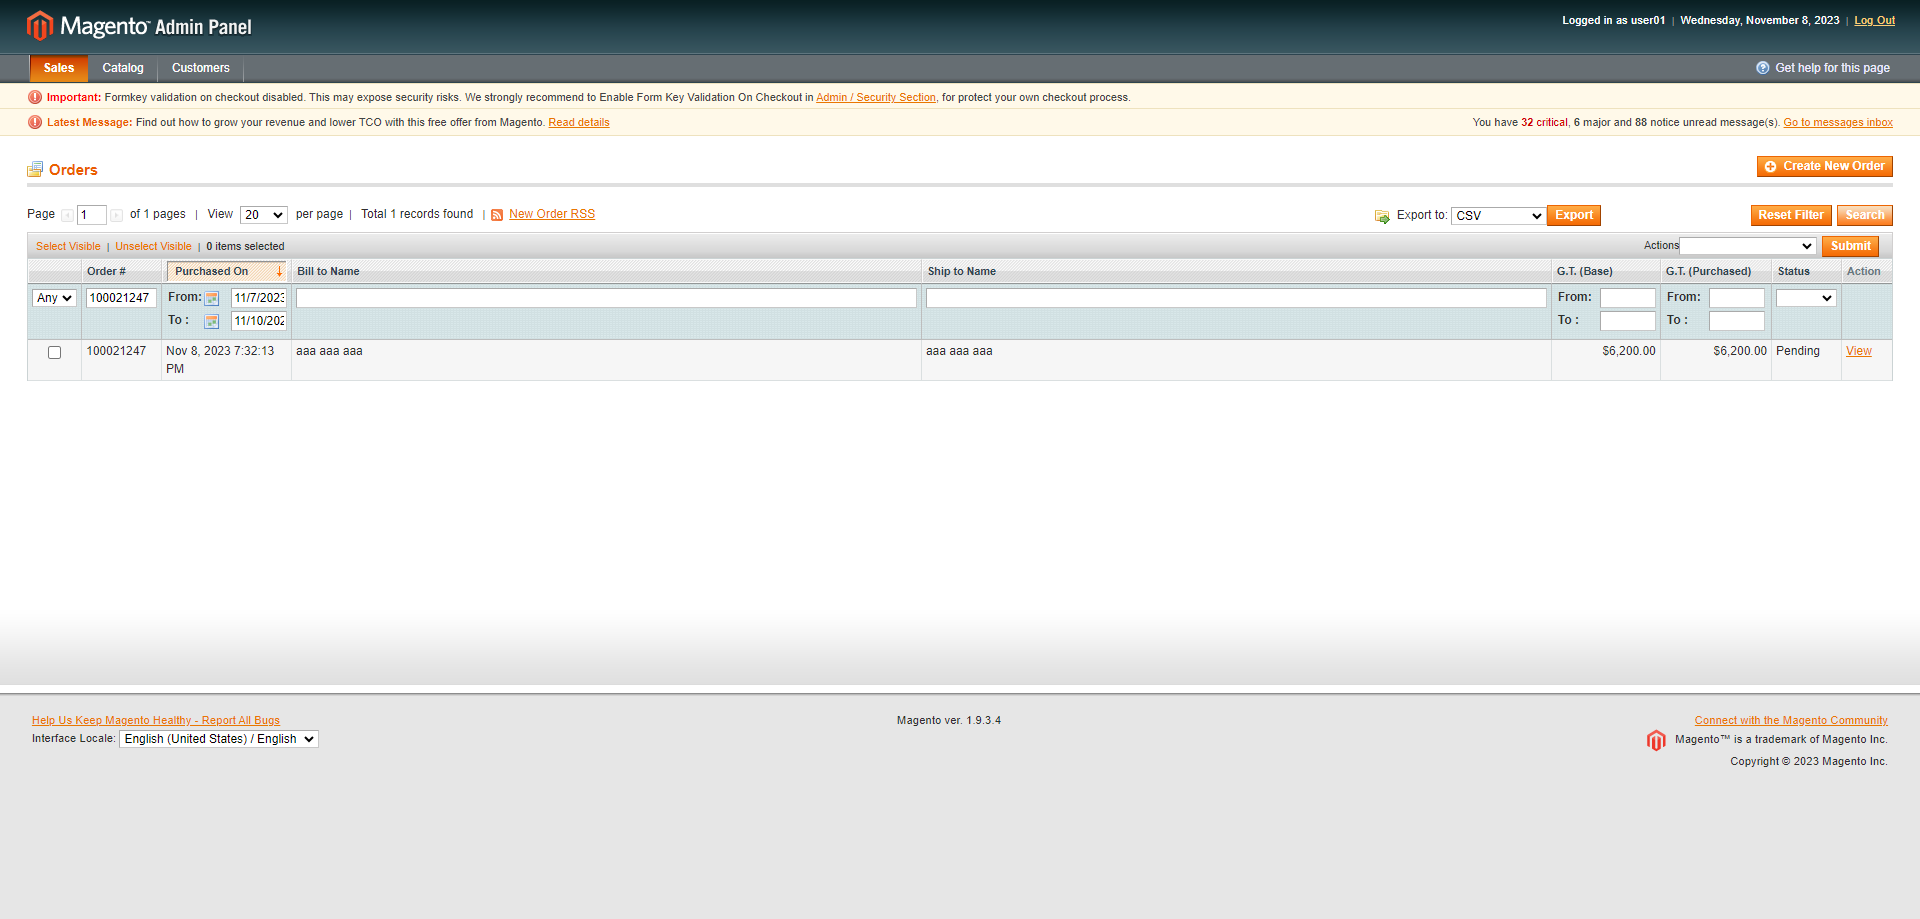 Magento™ Admin Panel
Logged in as user01 | Wednesday, November 8, 2023 | Log Out
Sales Catalog Customers
Get help for this page
Important: Formkey validation on checkout disabled. This may expose security risks. We strongly recommend to Enable Form Key Validation On Checkout in Admin / Security Section, for protect your own checkout process.
Latest Message: Find out how to grow your revenue and lower TCO with this free offer from Magento. Read details
You have 32 critical, 6 major and 88 notice unread message(s). Go to messages inbox
Orders
Create New Order
Page 1 of 1 pages | View 20 per page | Total 1 records found | New Order RSS
Export to: CSV Export
Reset Filter Search
Select Visible | Unselect Visible | 0 items selected
Actions Submit
Order # Purchased On Bill to Name Ship to Name G.T. (Base) G.T. (Purchased) Status Action
Any 100021247 From: 11/7/2023 From: From:
To : 11/10/202 To : To :
100021247 Nov 8, 2023 7:32:13 PM aaa aaa aaa aaa aaa aaa $6,200.00 $6,200.00 Pending View
Help Us Keep Magento Healthy - Report All Bugs
Interface Locale: English (United States) / English
Magento ver. 1.9.3.4
Connect with the Magento Community
Magento™ is a trademark of Magento Inc.
Copyright © 2023 Magento Inc.